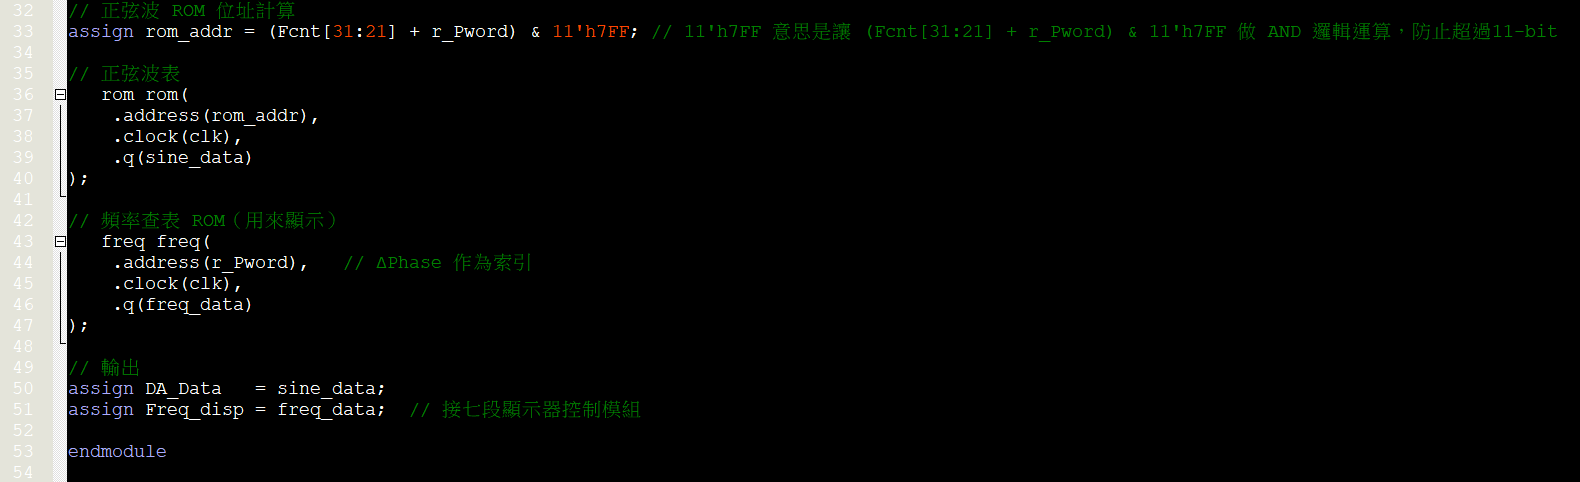 32 // 正弦波 ROM 位址計算
33 assign rom_addr = (Fcnt[31:21] + r_Pword) & 11'h7FF; // 11'h7FF 意思是讓 (Fcnt[31:21] + r_Pword) & 11'h7FF 做 AND 邏輯運算，防止超過11-bit
34
35 // 正弦波表
36 rom rom(
37 .address(rom_addr),
38 .clock(clk),
39 .q(sine_data)
40 );
41
42 // 頻率查表 ROM（用來顯示）
43 freq freq(
44 .address(r_Pword), // ΔPhase 作為索引
45 .clock(clk),
46 .q(freq_data)
47 );
48
49 // 輸出
50 assign DA_Data = sine_data;
51 assign Freq_disp = freq_data; // 接七段顯示器控制模組
52
53 endmodule
54